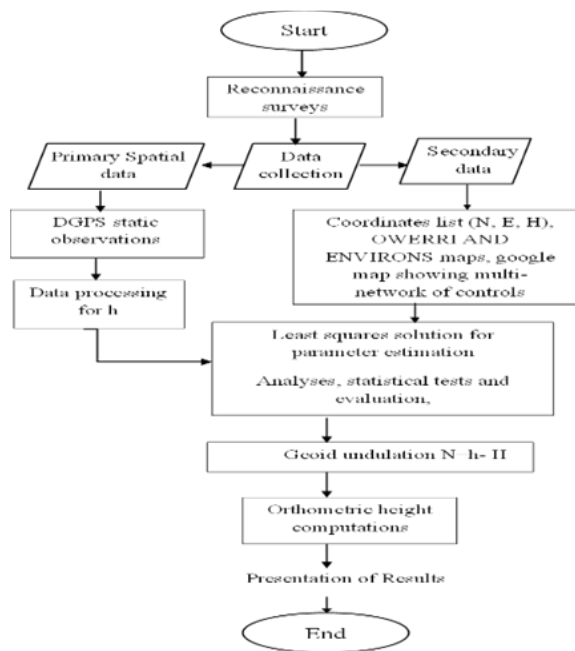 Start
Reconnaissance
surveys
Primary Spatial
data
Data
collection
Secondary
data
DGPS static
observations
Coordinates list (N, E, H),
OWERRI AND
ENVIRONS maps, google
map showing multi-
network of controls
Data processing
for h
Least squares solution for
parameter estimation
Analyses, statistical tests and
evaluation,
Geoid undulation N=h- H
Orthometric height
computations
Presentation of Results
End